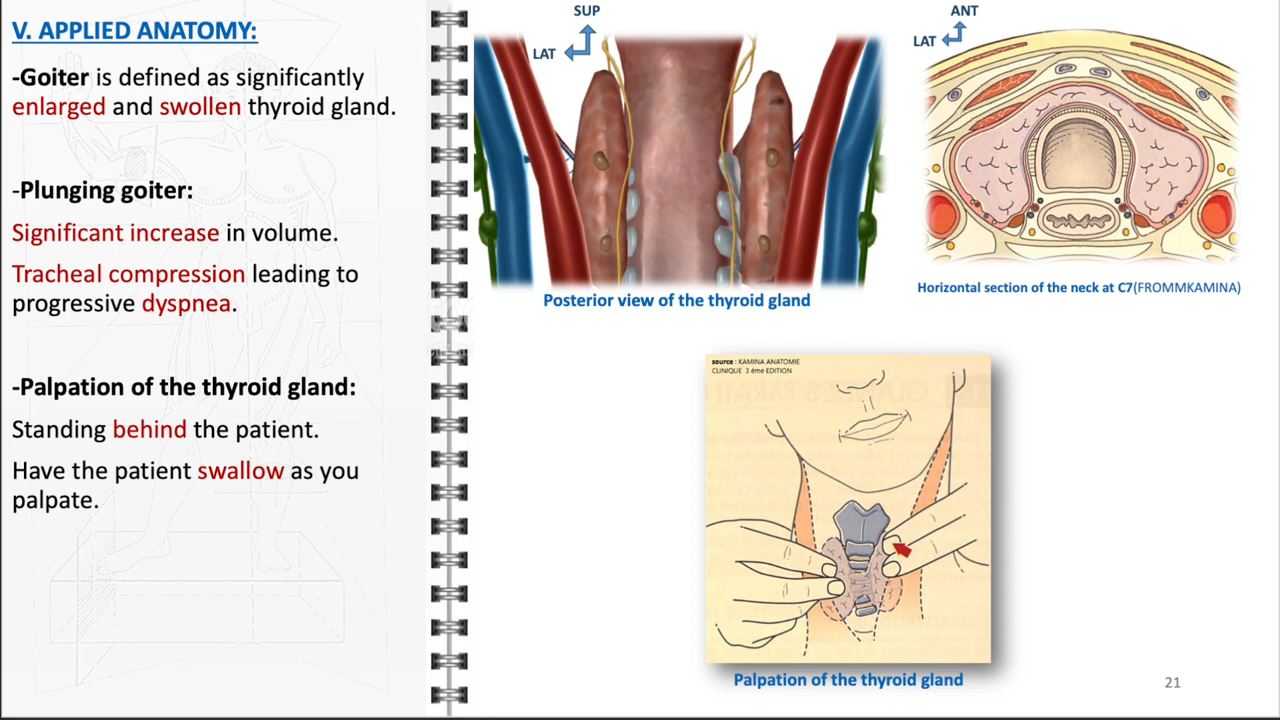 V. APPLIED ANATOMY:
-Goiter is defined as significantly
enlarged and swollen thyroid gland.
-Plunging goiter:
Significant increase in volume.
Tracheal compression leading to
progressive dyspnea.
-Palpation of the thyroid gland:
Standing behind the patient.
Have the patient swallow as you
palpate.
SUP
LAT
Posterior view of the thyroid gland
ANT
LAT
Horizontal section of the neck at C7(FROMMKAMINA)
source : KAMINA ANATOMIE
CLINIQUE 3 éme EDITION
Palpation of the thyroid gland
21